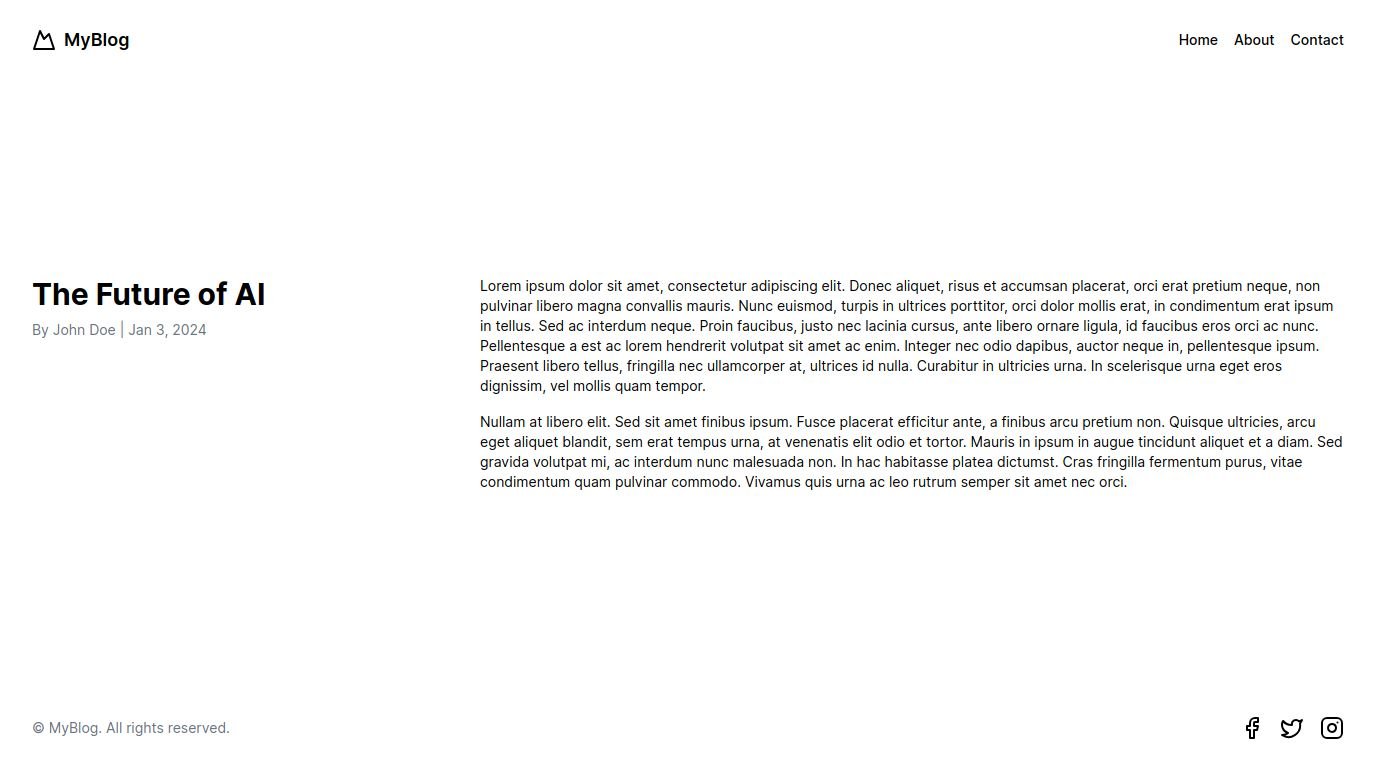 MyBlog
Home About Contact
The Future of AI
By John Doe | Jan 3, 2024
Lorem ipsum dolor sit amet, consectetur adipiscing elit. Donec aliquet, risus et accumsan placerat, orci erat pretium neque, non
pulvinar libero magna convallis mauris. Nunc euismod, turpis in ultrices porttitor, orci dolor mollis erat, in condimentum erat ipsum
in tellus. Sed ac interdum neque. Proin faucibus, justo nec lacinia cursus, ante libero ornare ligula, id faucibus eros orci ac nunc.
Pellentesque a est ac lorem hendrerit volutpat sit amet ac enim. Integer nec odio dapibus, auctor neque in, pellentesque ipsum.
Praesent libero tellus, fringilla nec ullamcorper at, ultrices id nulla. Curabitur in ultricies urna. In scelerisque urna eget eros
dignissim, vel mollis quam tempor.
Nullam at libero elit. Sed sit amet finibus ipsum. Fusce placerat efficitur ante, a finibus arcu pretium non. Quisque ultricies, arcu
eget aliquet blandit, sem erat tempus urna, at venenatis elit odio et tortor. Mauris in ipsum in augue tincidunt aliquet et a diam. Sed
gravida volutpat mi, ac interdum nunc malesuada non. In hac habitasse platea dictumst. Cras fringilla fermentum purus, vitae
condimentum quam pulvinar commodo. Vivamus quis urna ac leo rutrum semper sit amet nec orci.
© MyBlog. All rights reserved.